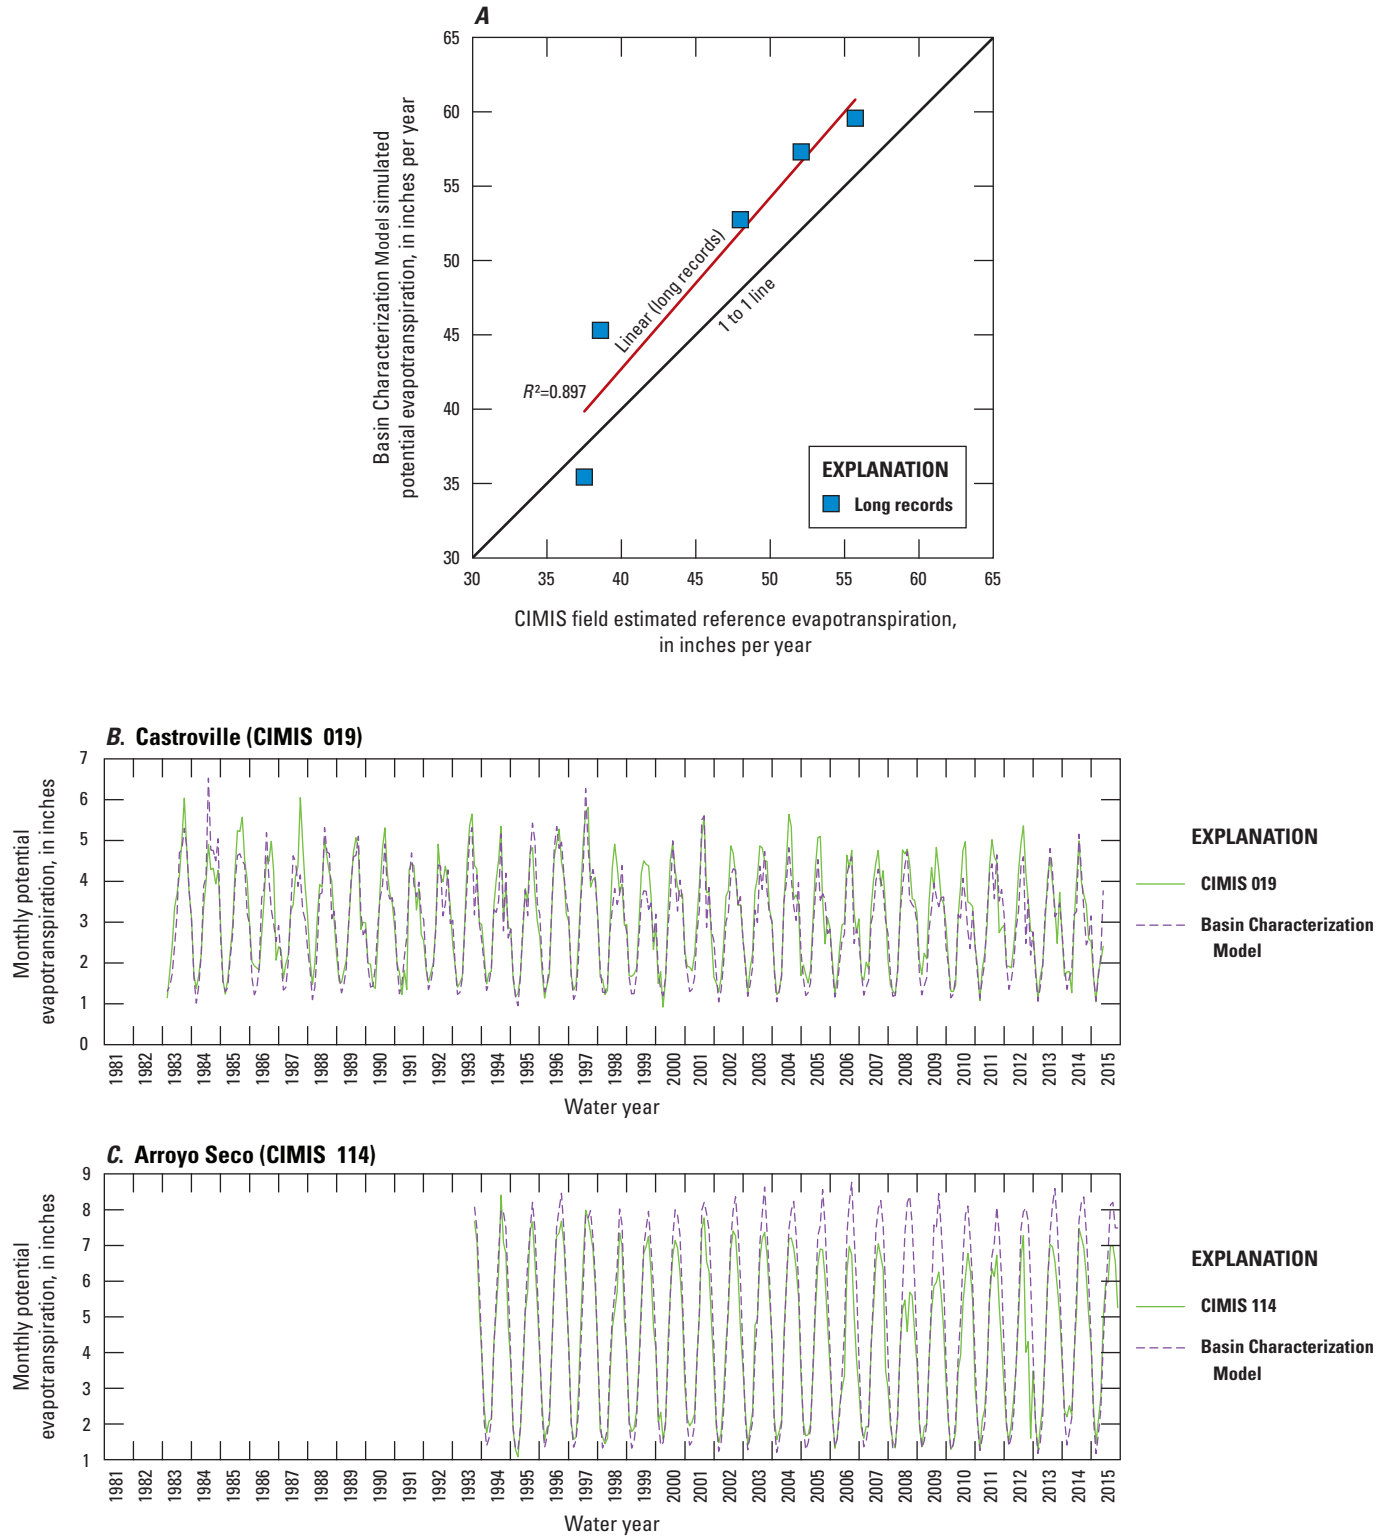 A
65
60
55
50
45
40
35
30
30 35 40 45 50 55 60 65
Basin Characterization Model simulated
potential evapotranspiration, in inches per year
Linear (long records)
1 to 1 line
R²=0.897
EXPLANATION
Long records
CIMIS field estimated reference evapotranspiration,
in inches per year
B. Castroville (CIMIS 019)
7
6
5
4
3
2
1
0
Monthly potential
evapotranspiration, in inches
1981 1982 1983 1984 1985 1986 1987 1988 1989 1990 1991 1992 1993 1994 1995 1996 1997 1998 1999 2000 2001 2002 2003 2004 2005 2006 2007 2008 2009 2010 2011 2012 2013 2014 2015
Water year
EXPLANATION
CIMIS 019
Basin Characterization
Model
C. Arroyo Seco (CIMIS 114)
9
8
7
6
5
4
3
2
1
Monthly potential
evapotranspiration, in inches
1981 1982 1983 1984 1985 1986 1987 1988 1989 1990 1991 1992 1993 1994 1995 1996 1997 1998 1999 2000 2001 2002 2003 2004 2005 2006 2007 2008 2009 2010 2011 2012 2013 2014 2015
Water year
EXPLANATION
CIMIS 114
Basin Characterization
Model